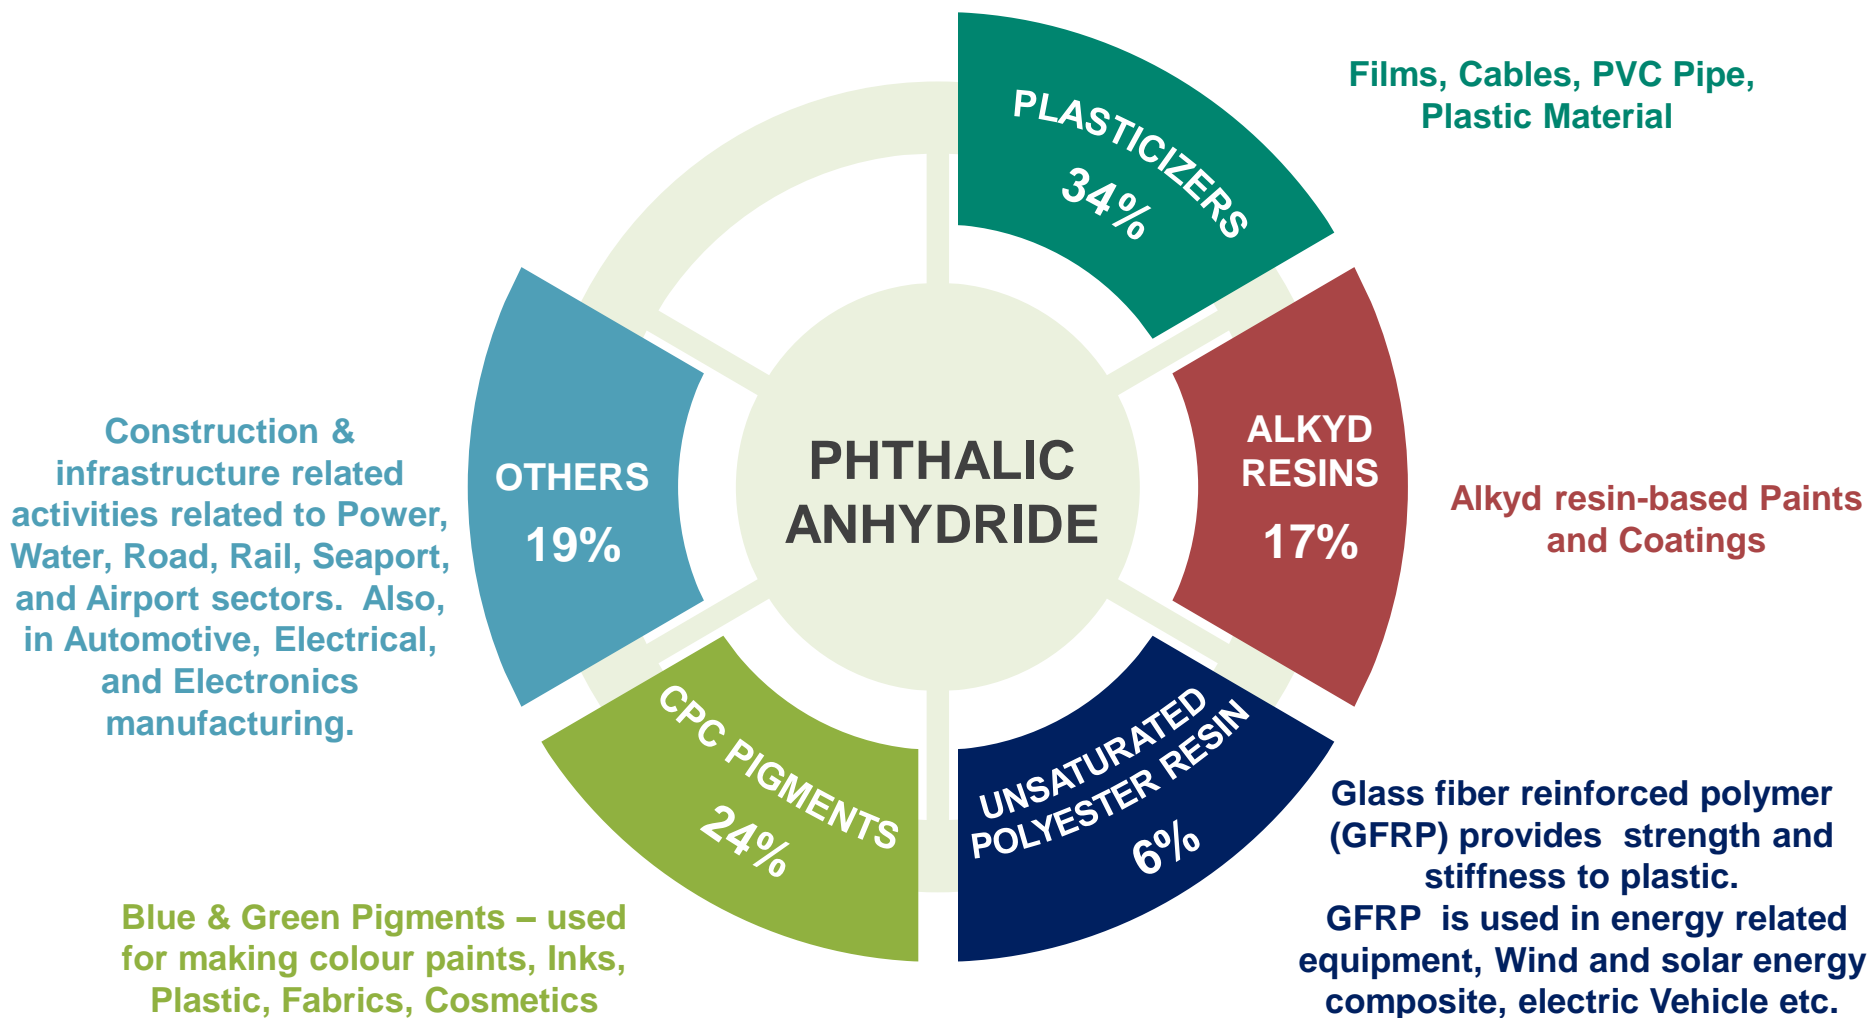 PLASTICIZERS
34%
Films, Cables, PVC Pipe,
Plastic Material
ALKYD
RESINS
17%
Alkyd resin-based Paints
and Coatings
UNSATURATED
POLYESTER RESIN
6%
Glass fiber reinforced polymer
(GFRP) provides  strength and
stiffness to plastic.
GFRP  is used in energy related
equipment, Wind and solar energy
composite, electric Vehicle etc.
CPC PIGMENTS
24%
Blue & Green Pigments – used
for making colour paints, Inks,
Plastic, Fabrics, Cosmetics
OTHERS
19%
Construction &
infrastructure related
activities related to Power,
Water, Road, Rail, Seaport,
and Airport sectors.  Also,
in Automotive, Electrical,
and Electronics
manufacturing.
PHTHALIC
ANHYDRIDE